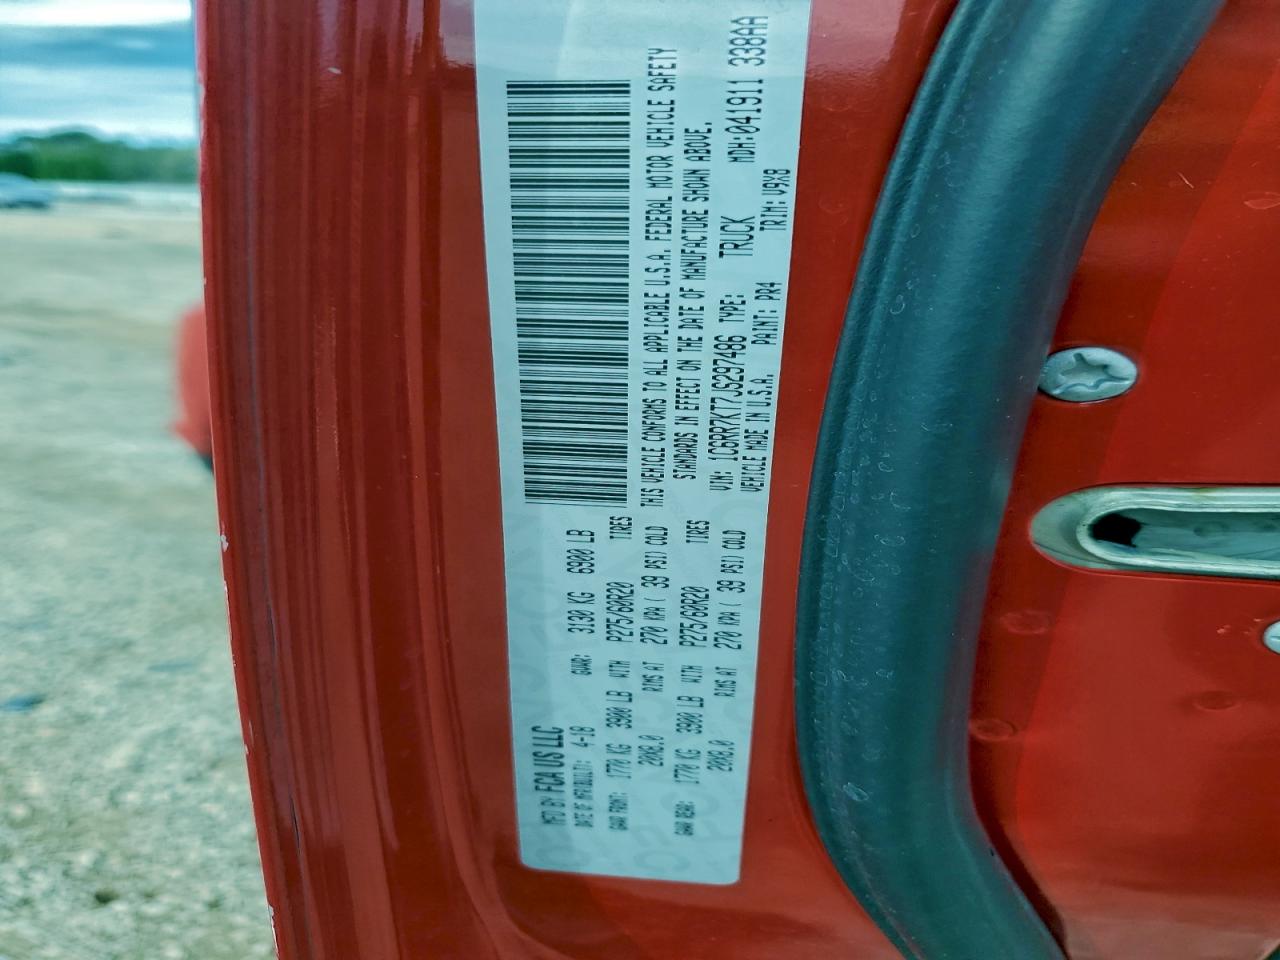 MFD BY FCA US LLC
DATE OF MFR(BUILT): 4-18 GVWR: 3130 KG 6900 LB
GAWR FRONT: 1770 KG 3900 LB WITH P275/60R20 TIRES
20X8.0 RIMS AT 270 KPA ( 39 PSI) COLD
GAWR REAR: 1770 KG 3900 LB WITH P275/60R20 TIRES
20X8.0 RIMS AT 270 KPA ( 39 PSI) COLD
THIS VEHICLE CONFORMS TO ALL APPLICABLE U.S.A. FEDERAL MOTOR VEHICLE SAFETY
STANDARDS IN EFFECT ON THE DATE OF MANUFACTURE SHOWN ABOVE.
VIN: 1C6RR7KT7JS297486 TYPE: TRUCK MDH:041911 338AA
VEHICLE MADE IN U.S.A. PAINT: PR4 TRIM: V9X8